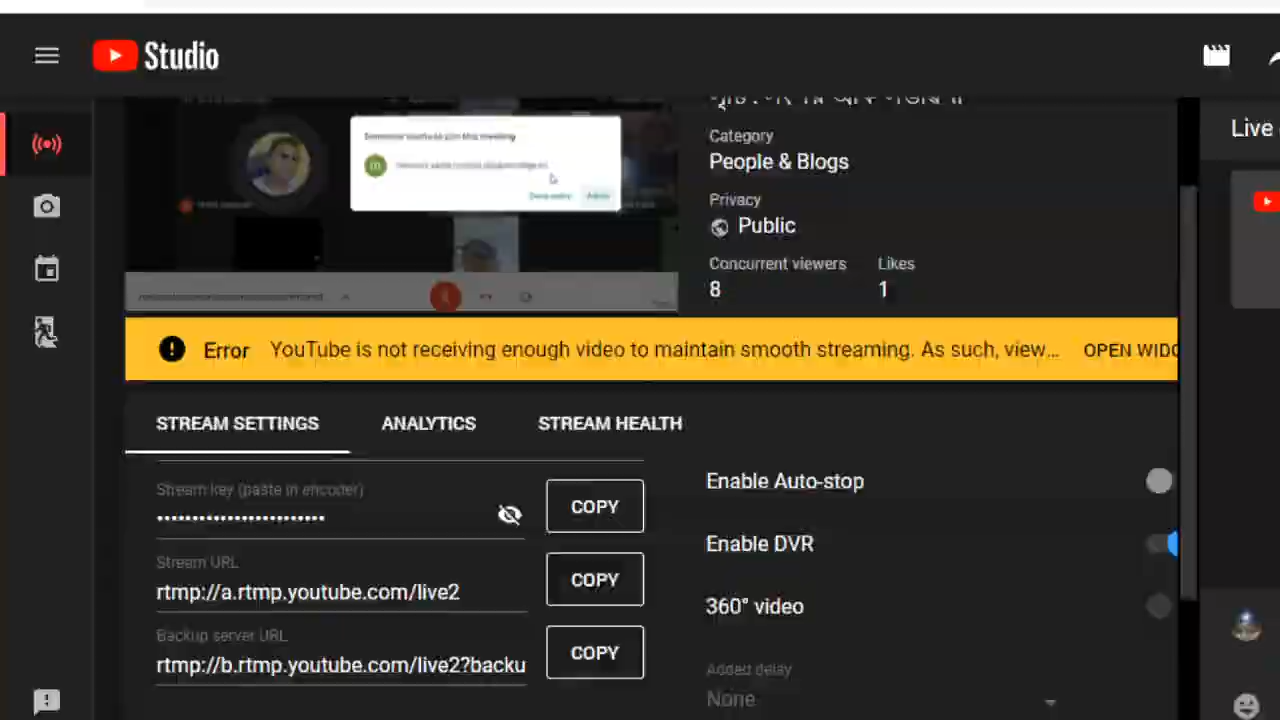 Studio
Category
People & Blogs
Privacy
Public
Concurrent viewers
Likes
8
1
Live
Error
YouTube is not receiving enough video to maintain smooth streaming. As such, view...
OPEN WIDG
STREAM SETTINGS
ANALYTICS
STREAM HEALTH
Stream key (paste in encoder)
•••••••••••••••••••••••
COPY
Stream URL
rtmp://a.rtmp.youtube.com/live2
COPY
Backup server URL
rtmp://b.rtmp.youtube.com/live2?backu
COPY
Enable Auto-stop
Enable DVR
360° video
Added delay
None